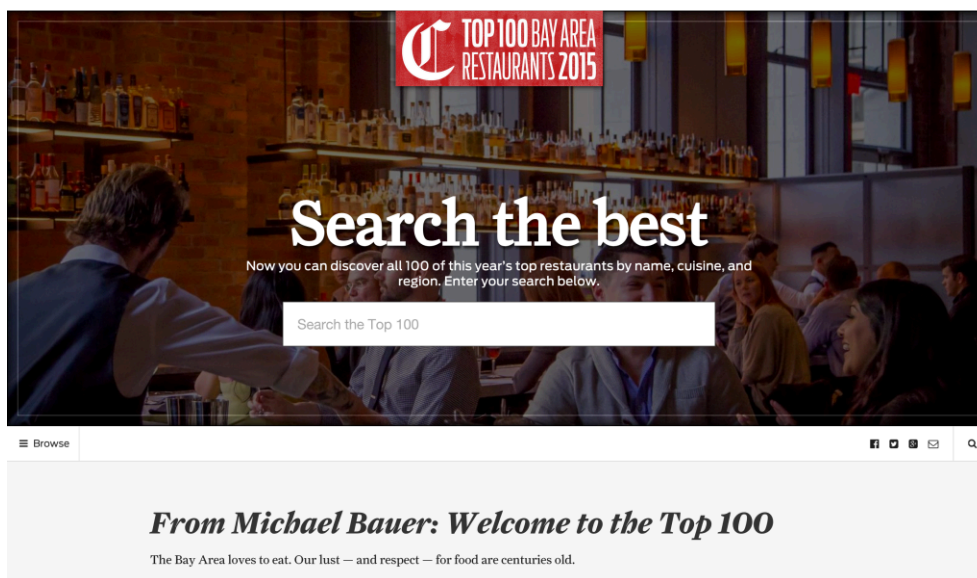 C TOP 100 BAY AREA
RESTAURANTS 2015
Search the best
Now you can discover all 100 of this year's top restaurants by name, cuisine, and
region. Enter your search below.
Search the Top 100
Browse
From Michael Bauer: Welcome to the Top 100
The Bay Area loves to eat. Our lust — and respect — for food are centuries old.